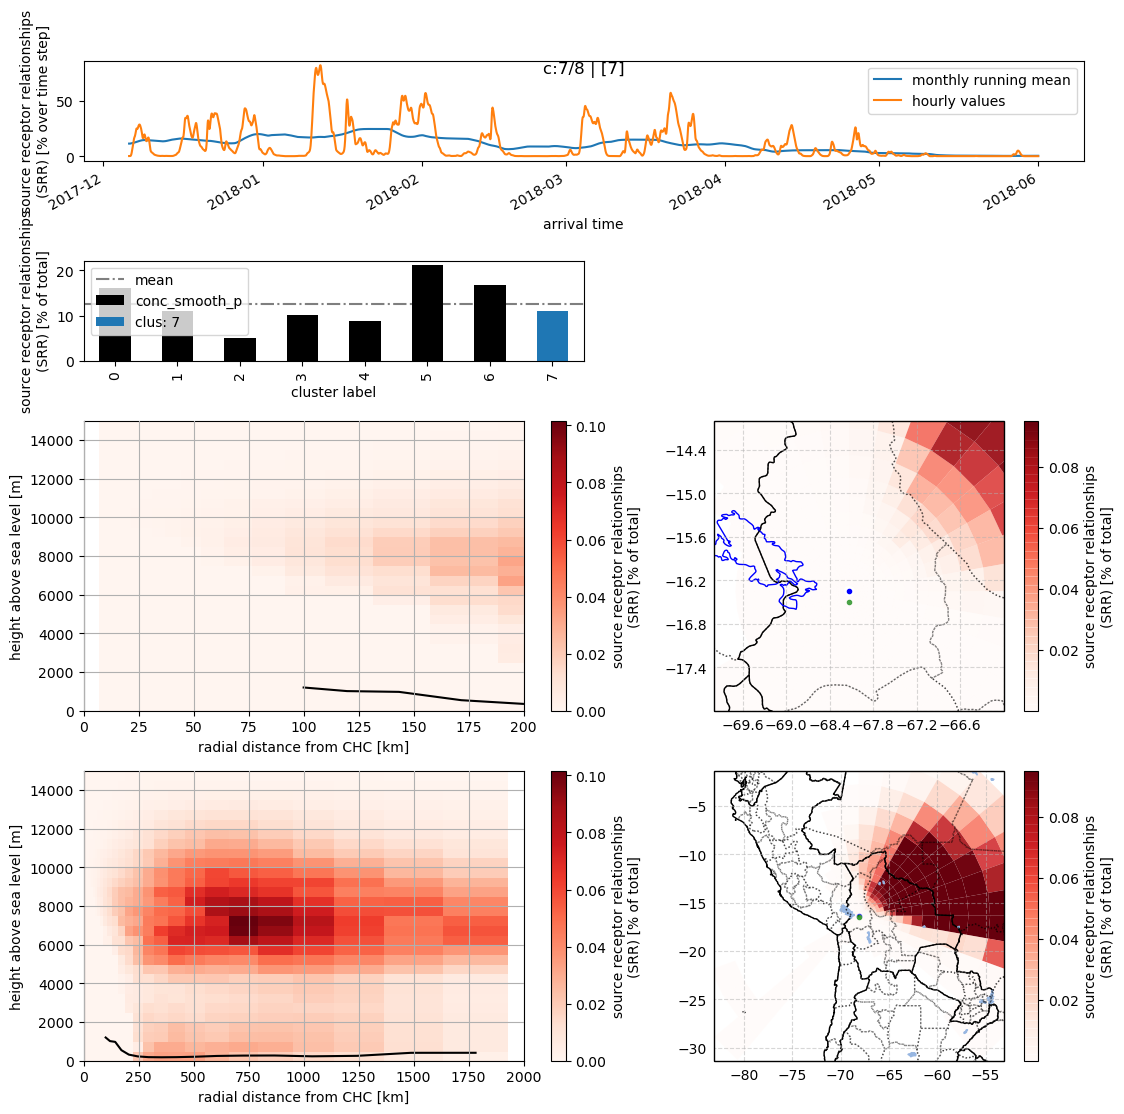 c:7/8 | [7]
source receptor relationships
(SRR) [% over time step]
50
0
monthly running mean
hourly values
2017-12
2018-01
2018-02
2018-03
2018-04
2018-05
2018-06
arrival time
source receptor relationships
(SRR) [% of total]
20
10
0
mean
conc_smooth_p
clus: 7
0 1 2 3 4 5 6 7
cluster label
height above sea level [m]
14000
12000
10000
8000
6000
4000
2000
0
0 25 50 75 100 125 150 175 200
radial distance from CHC [km]
0.10
0.08
0.06
0.04
0.02
0.00
source receptor relationships
(SRR) [% of total]
−14.4
−15.0
−15.6
−16.2
−16.8
−17.4
−69.6 −69.0 −68.4 −67.8 −67.2 −66.6
0.08
0.06
0.04
0.02
source receptor relationships
(SRR) [% of total]
height above sea level [m]
14000
12000
10000
8000
6000
4000
2000
0
0 250 500 750 1000 1250 1500 1750 2000
radial distance from CHC [km]
0.10
0.08
0.06
0.04
0.02
0.00
source receptor relationships
(SRR) [% of total]
−5
−10
−15
−20
−25
−30
−80 −75 −70 −65 −60 −55
0.08
0.06
0.04
0.02
source receptor relationships
(SRR) [% of total]